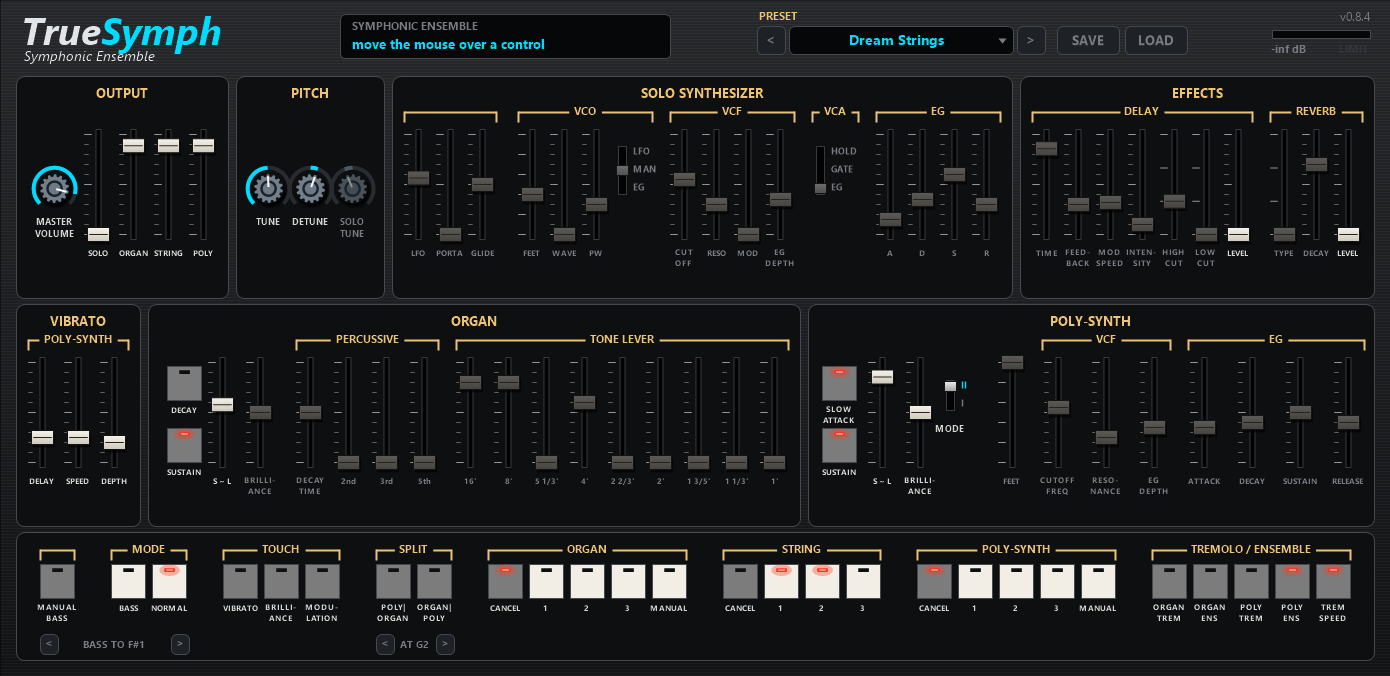 TrueSymph
Symphonic Ensemble
SYMPHONIC ENSEMBLE
move the mouse over a control
PRESET
< Dream Strings > SAVE LOAD
v0.8.4
-inf dB LIMIT
OUTPUT
MASTER VOLUME
SOLO ORGAN STRING POLY
PITCH
TUNE DETUNE SOLO TUNE
SOLO SYNTHESIZER
VCO VCF VCA EG
LFO
MAN
EG
HOLD
GATE
EG
LFO PORTA GLIDE FEET WAVE PW CUT OFF RESO MOD EG DEPTH A D S R
EFFECTS
DELAY REVERB
TIME FEED-BACK MOD SPEED INTEN-SITY HIGH CUT LOW CUT LEVEL TYPE DECAY LEVEL
VIBRATO
POLY-SYNTH
DELAY SPEED DEPTH
ORGAN
PERCUSSIVE TONE LEVER
DECAY
SUSTAIN
S ~ L BRILLI-ANCE DECAY TIME 2nd 3rd 5th 16' 8' 5 1/3' 4' 2 2/3' 2' 1 3/5' 1 1/3' 1'
POLY-SYNTH
VCF EG
SLOW ATTACK
SUSTAIN
II
I
MODE
S ~ L BRILLI-ANCE FEET CUTOFF FREQ RESO-NANCE EG DEPTH ATTACK DECAY SUSTAIN RELEASE
MODE TOUCH SPLIT ORGAN STRING POLY-SYNTH TREMOLO / ENSEMBLE
MANUAL BASS
BASS NORMAL
VIBRATO BRILLI-ANCE MODU-LATION
POLY| ORGAN ORGAN| POLY
CANCEL 1 2 3 MANUAL
CANCEL 1 2 3
CANCEL 1 2 3 MANUAL
ORGAN TREM ORGAN ENS POLY TREM POLY ENS TREM SPEED
< BASS TO F#1 >
< AT G2 >